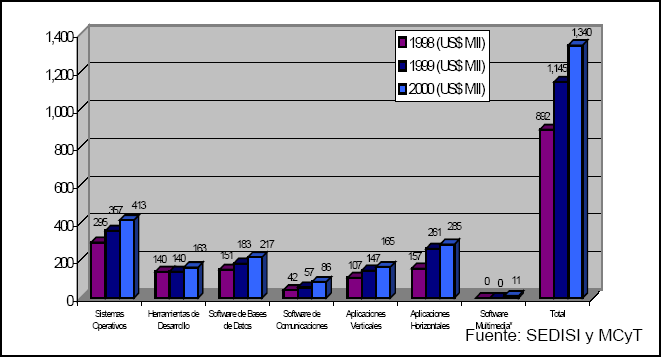 1998 (US$ Mll)
1999 (US$ Mll)
2000 (US$ Mll)
1,400
1,200
1,000
800
600
400
200
0
295
357
413
140
140
163
151
183
217
42
57
86
107
147
165
157
261
285
0
0
11
892
1,145
1,340
Sistemas
Operativos
Herramientas de
Desarrollo
Software de Bases
de Datos
Software de
Comunicaciones
Aplicaciones
Verticales
Aplicaciones
Horizontales
Software
Multimedia*
Total
Fuente: SEDISI y MCyT